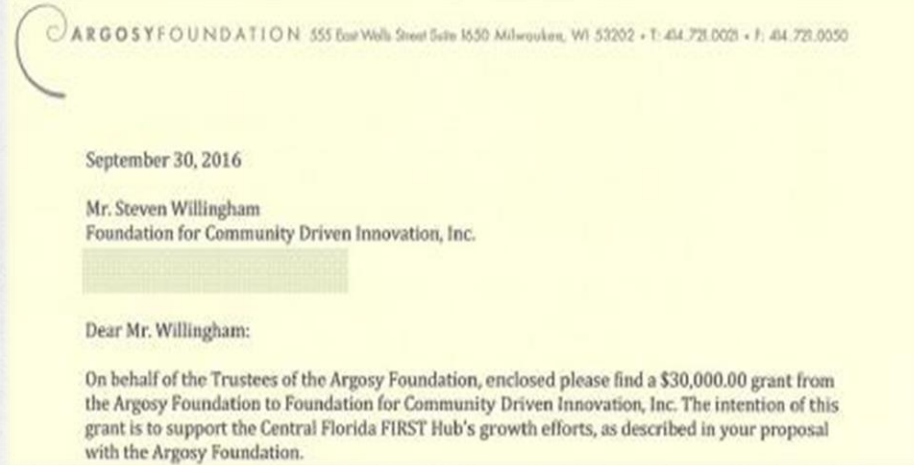 ARGOSYFOUNDATION 555 East Wells Street Suite 1650 Milwaukee, WI 53202 • T: 414.721.0021 • F: 414.721.0050
September 30, 2016
Mr. Steven Willingham
Foundation for Community Driven Innovation, Inc.
Dear Mr. Willingham:
On behalf of the Trustees of the Argosy Foundation, enclosed please find a $30,000.00 grant from
the Argosy Foundation to Foundation for Community Driven Innovation, Inc. The intention of this
grant is to support the Central Florida FIRST Hub's growth efforts, as described in your proposal
with the Argosy Foundation.